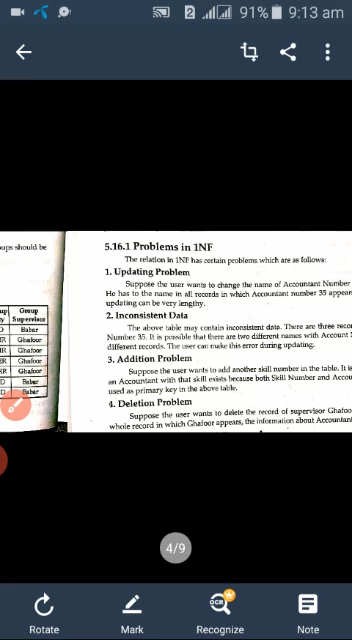 2 91% 9:13 am
ups should be
Group
Supervisor
Babar
HR Ghafoor
HR Ghafoor
HR Ghafoor
Babar
Babar
5.16.1 Problems in 1NF
The relation in 1NF has certain problems which are as follows:
1. Updating Problem
Suppose the user wants to change the name of Accountant Number
He has to the name in all records in which Accountant number 35 appears
updating can be very lengthy.
2. Inconsistent Data
The above table may contain inconsistent data. There are three
Number 35. It is possible that there are two different names with Account
different records. The user can make this error during updating.
3. Addition Problem
Suppose the user wants to add another skill number in the table. It is
an Accountant with that skill exists because both Skill Number and
used as primary key in the above table.
4. Deletion Problem
Suppose the user wants to delete the record of supervisor
whole record in which Ghafoor appears, the information about Accountant
4/9
OCR
Rotate Mark Recognize Note